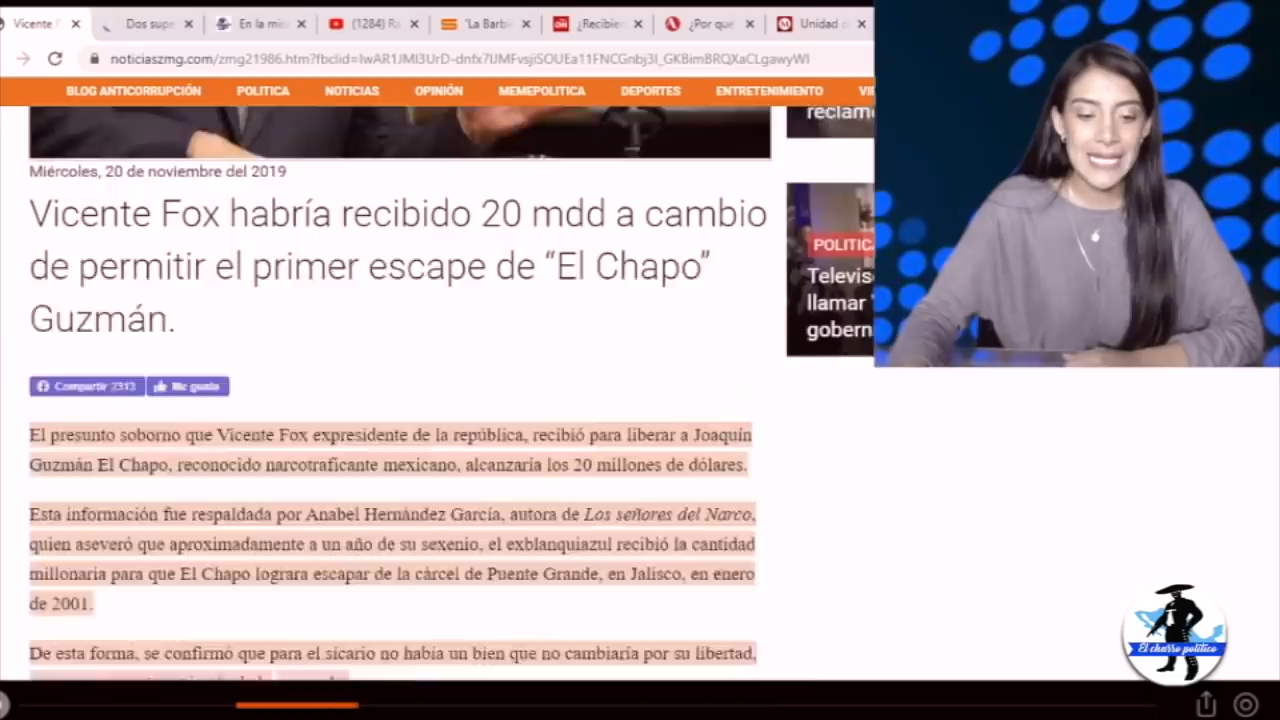 Vicente F
Dos supe
En la mis
(1284) Ra
"La Barbi
¿Recibier
¿Por que
Unidad d
noticiaszmg.com/zmg21986.htm?fbclid=
BLOG ANTICORRUPCIÓN POLITICA NOTICIAS OPINIÓN MEMEPOLITICA DEPORTES ENTRETENIMIENTO VI
reclamo
Miércoles, 20 de noviembre del 2019
Vicente Fox habría recibido 20 mdd a cambio
de permitir el primer escape de “El Chapo”
Guzmán.
POLITICA
Televis
llamar
gobern
Compartir 2313 Me gusta
El presunto soborno que Vicente Fox expresidente de la república, recibió para liberar a Joaquín
Guzmán El Chapo, reconocido narcotraficante mexicano, alcanzaría los 20 millones de dólares.
Esta información fue respaldada por Anabel Hernández García, autora de Los señores del Narco,
quien aseveró que aproximadamente a un año de su sexenio, el exblanquiazul recibió la cantidad
millonaria para que El Chapo lograra escapar de la cárcel de Puente Grande, en Jalisco, en enero
de 2001.
De esta forma, se confirmó que para el sicario no había un bien que no cambiaría por su libertad,
El charro político